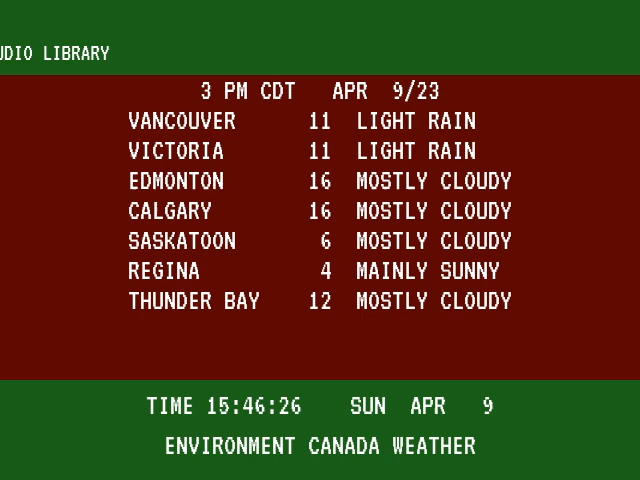 UDIO LIBRARY
3 PM CDT   APR  9/23
VANCOUVER      11  LIGHT RAIN
VICTORIA       11  LIGHT RAIN
EDMONTON       16  MOSTLY CLOUDY
CALGARY        16  MOSTLY CLOUDY
SASKATOON       6  MOSTLY CLOUDY
REGINA          4  MAINLY SUNNY
THUNDER BAY    12  MOSTLY CLOUDY
TIME 15:46:26    SUN  APR   9
ENVIRONMENT CANADA WEATHER